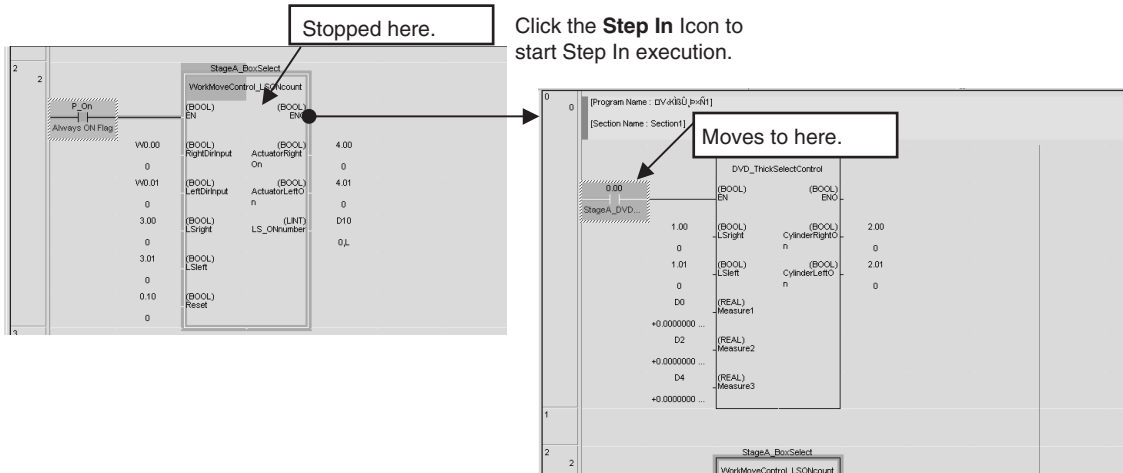 Stopped here.
Click the Step In Icon to
start Step In execution.
2
2
StageA_BoxSelect
WorkMoveControl_LSONcount
P_On
Always ON Flag
(BOOL)
EN
(BOOL)
ENO
W0.00
0
(BOOL)
RightDirInput
(BOOL)
ActuatorRight
On
4.00
0
W0.01
0
(BOOL)
LeftDirInput
(BOOL)
ActuatorLeftO
n
4.01
0
3.00
0
(BOOL)
LSright
(LINT)
LS_ONnumber
D10
0,L
3.01
0
(BOOL)
LSleft
0.10
0
(BOOL)
Reset
3
0
0
[Program Name :
[Section Name : Section1]
Moves to here.
0.00
StageA_DVD...
DVD_ThickSelectControl
(BOOL)
EN
(BOOL)
ENO
1.00
0
(BOOL)
LSright
(BOOL)
CylinderRightO
n
2.00
0
1.01
0
(BOOL)
LSleft
(BOOL)
CylinderLeftO
n
2.01
0
D0
+0.0000000 ...
(REAL)
Measure1
D2
+0.0000000 ...
(REAL)
Measure2
D4
+0.0000000 ...
(REAL)
Measure3
1
2
2
StageA_BoxSelect
WorkMoveControl_LSONcount